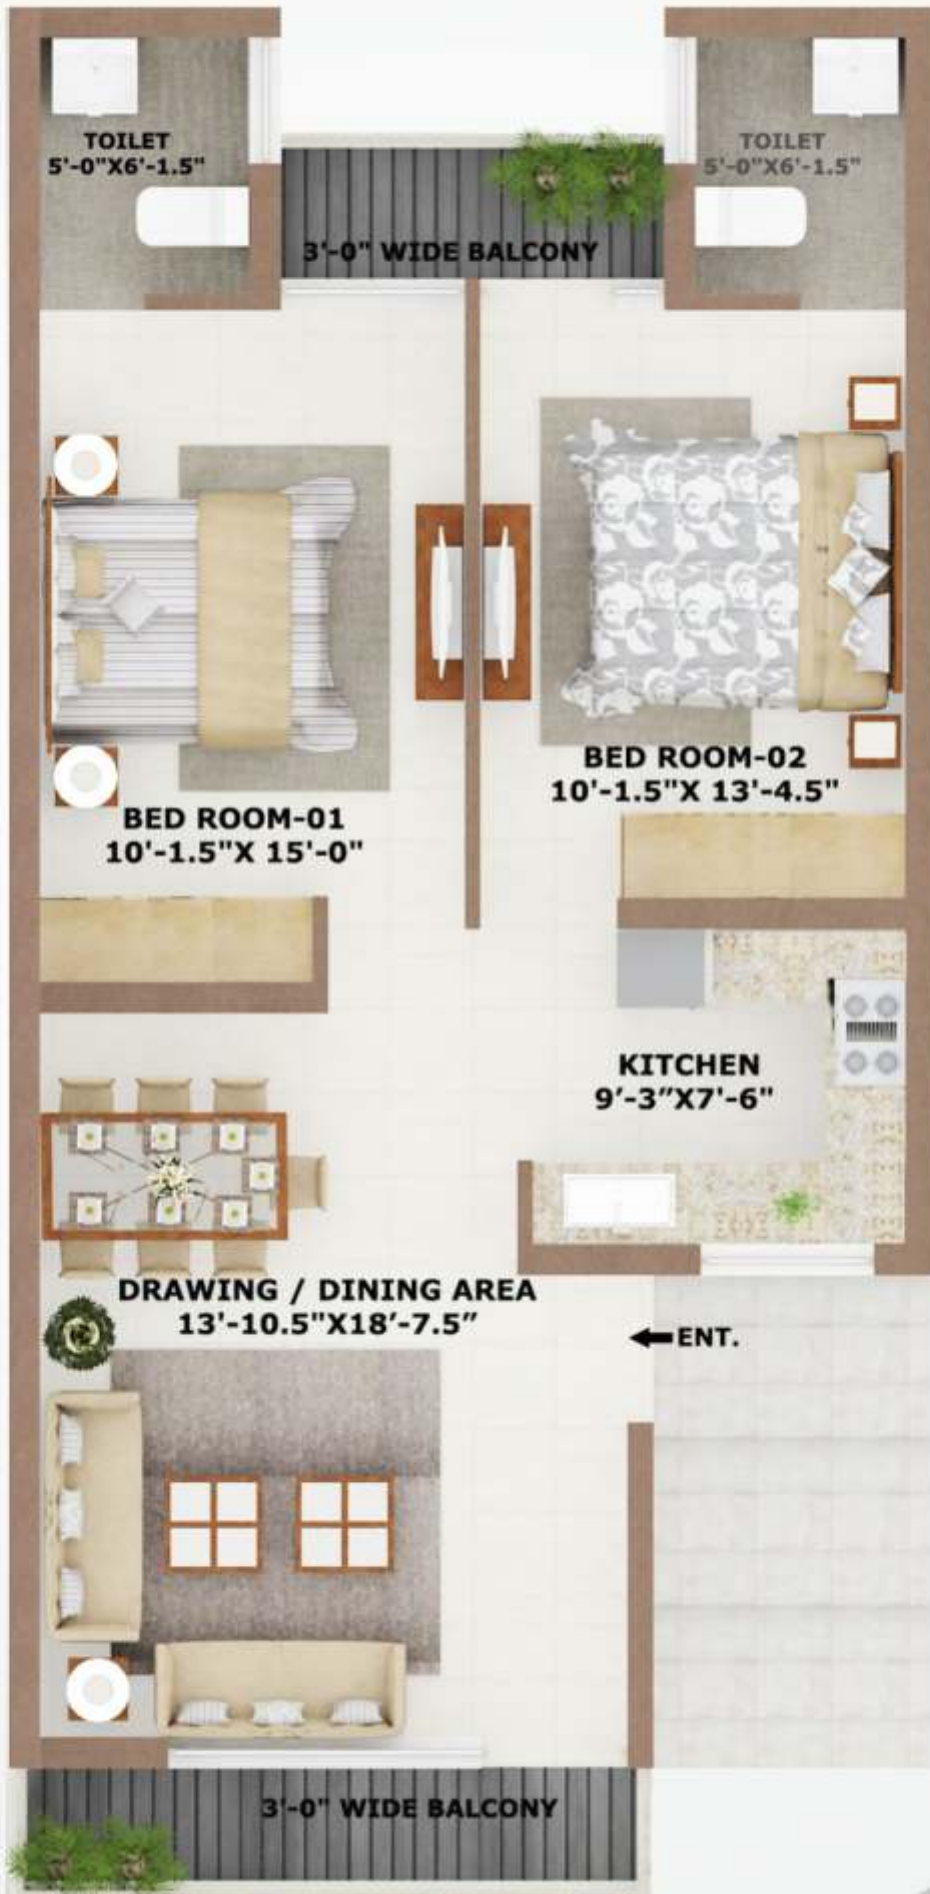 TOILET
5'-0"X6'-1.5"
TOILET
5'-0"X6'-1.5"
3'-0" WIDE BALCONY
BED ROOM-02
10'-1.5"X 13'-4.5"
BED ROOM-01
10'-1.5"X 15'-0"
KITCHEN
9'-3”X7'-6"
DRAWING / DINING AREA
13'-10.5"X18’-7.5”
ENT.
3'-0" WIDE BALCONY